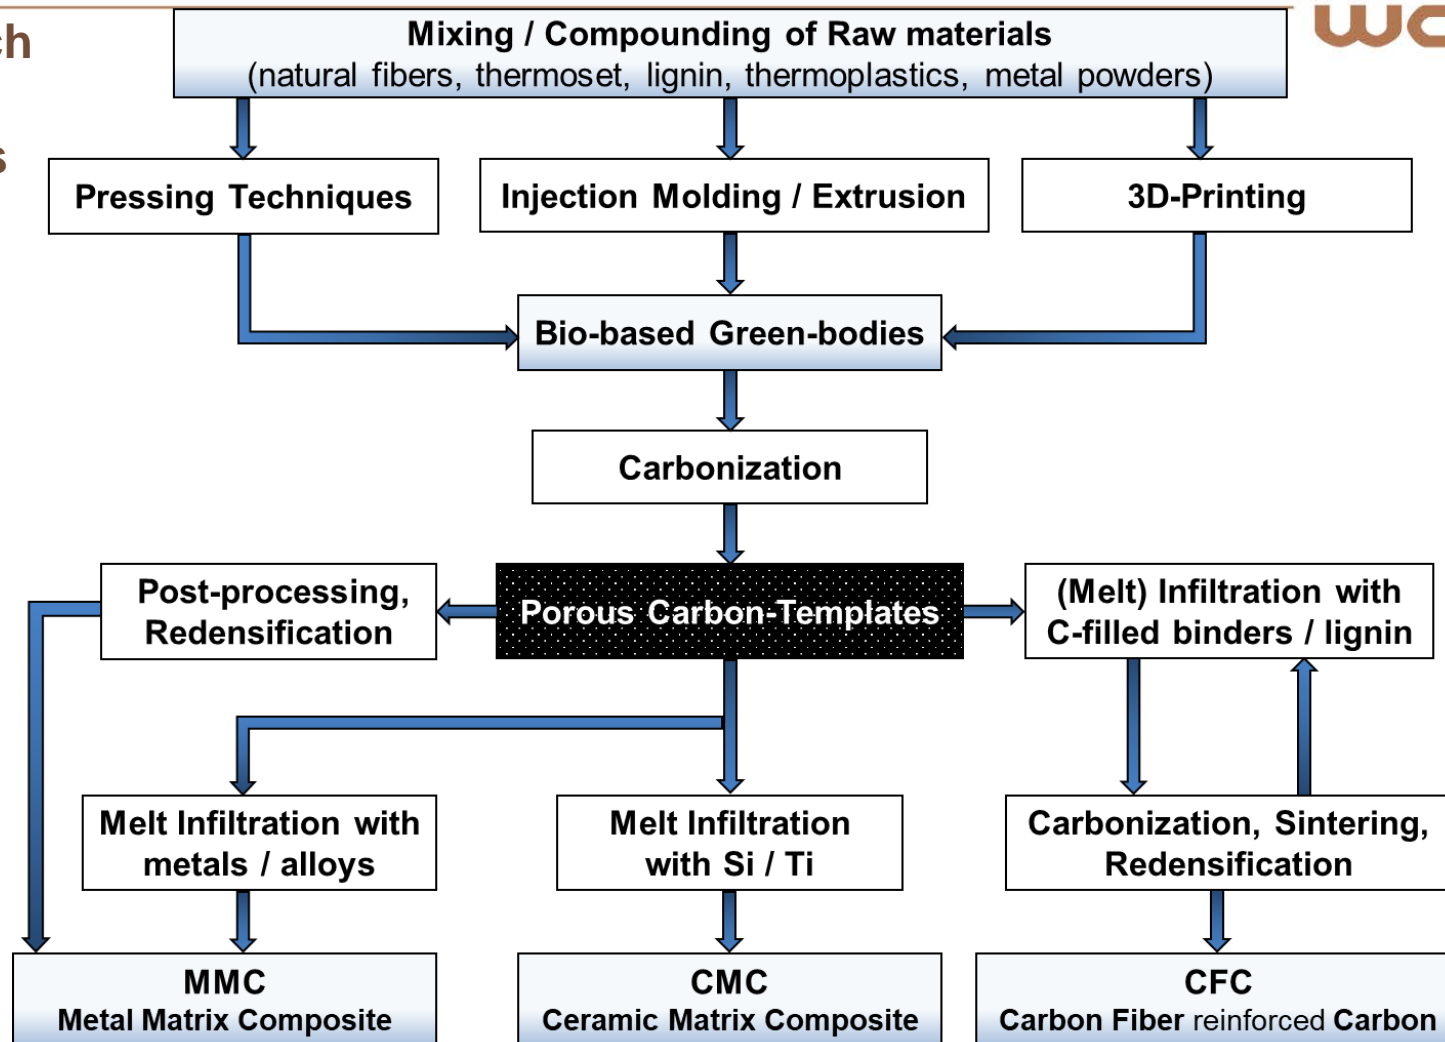 ch
s
Mixing / Compounding of Raw materials
(natural fibers, thermoset, lignin, thermoplastics, metal powders)
Pressing Techniques
Injection Molding / Extrusion
3D-Printing
Bio-based Green-bodies
Carbonization
Post-processing,
Redensification
Porous Carbon-Templates
(Melt) Infiltration with
C-filled binders / lignin
Melt Infiltration with
metals / alloys
Melt Infiltration
with Si / Ti
Carbonization, Sintering,
Redensification
MMC
Metal Matrix Composite
CMC
Ceramic Matrix Composite
CFC
Carbon Fiber reinforced Carbon